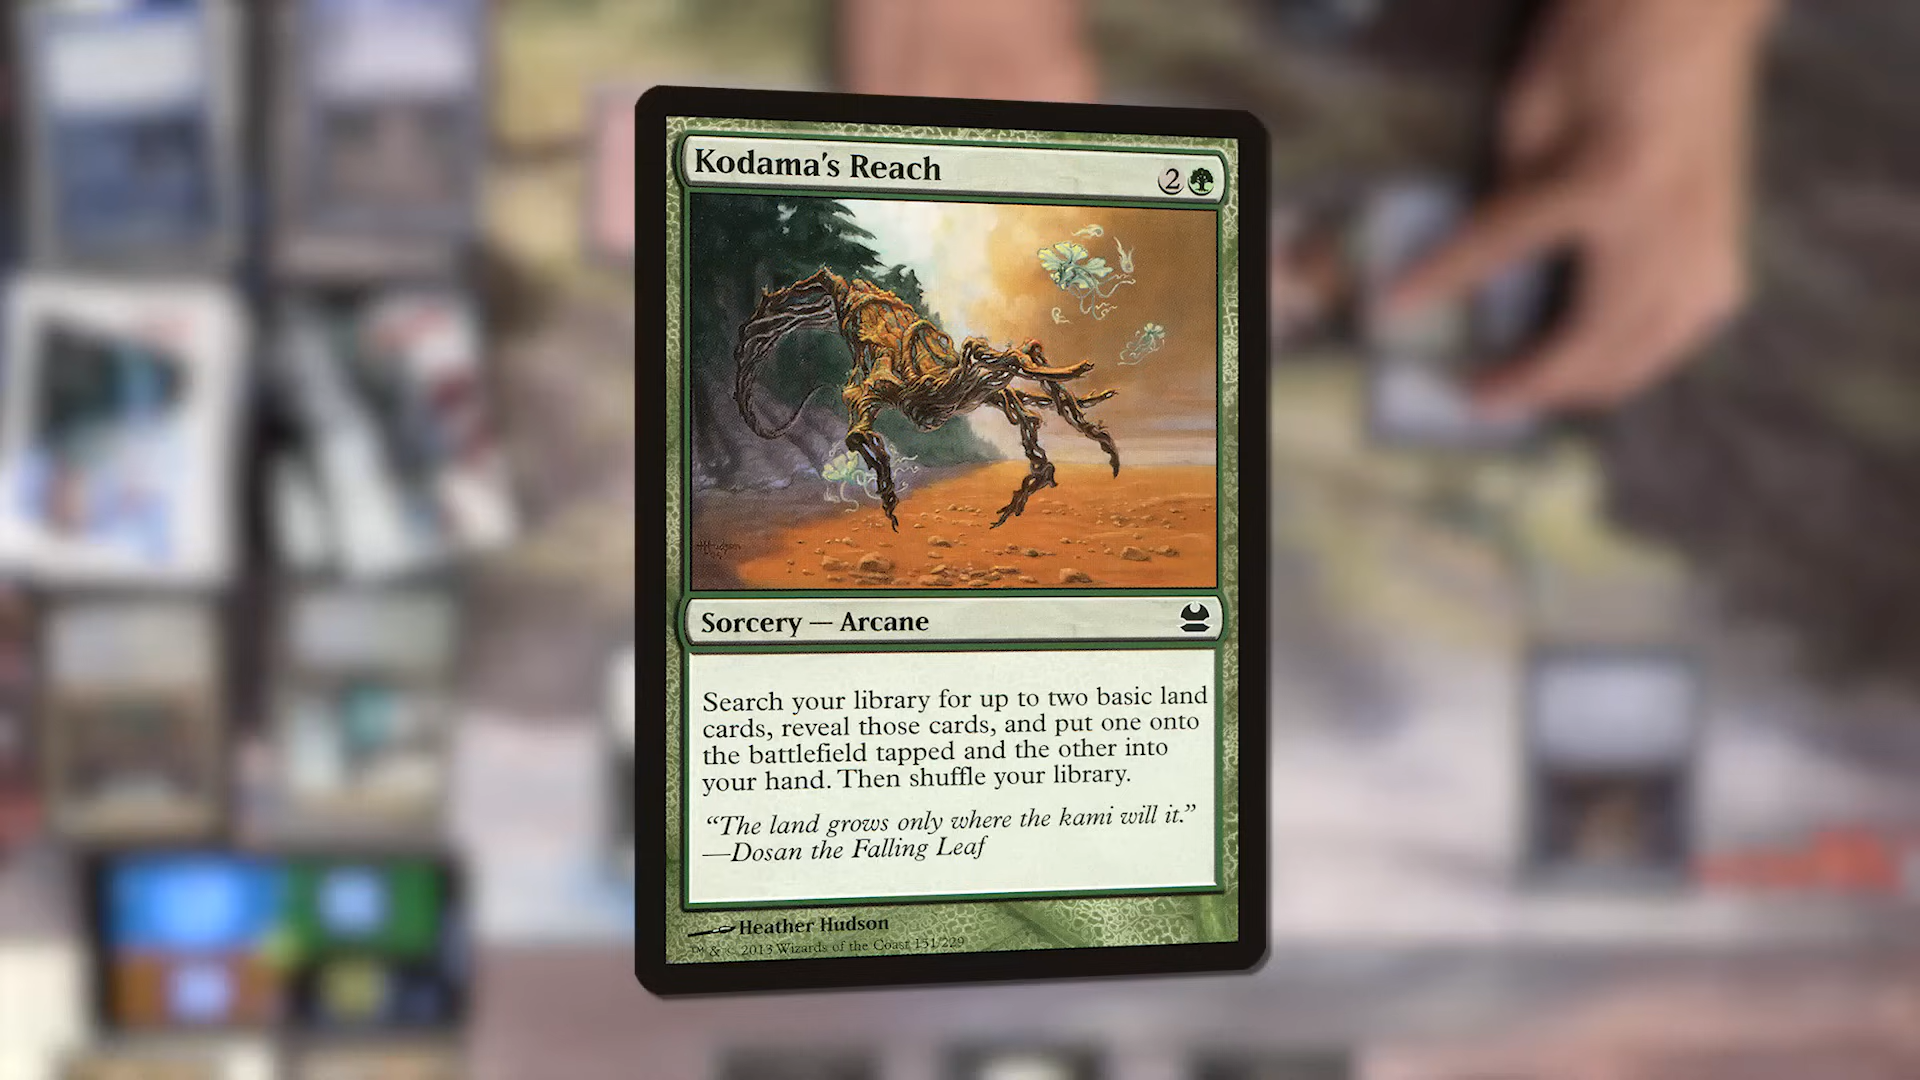 Kodama's Reach
2
Sorcery — Arcane
Search your library for up to two basic land
cards, reveal those cards, and put one onto
the battlefield tapped and the other into
your hand. Then shuffle your library.
“The land grows only where the kami will it.”
—Dosan the Falling Leaf
Heather Hudson
™ & © 2013 Wizards of the Coast 151/229